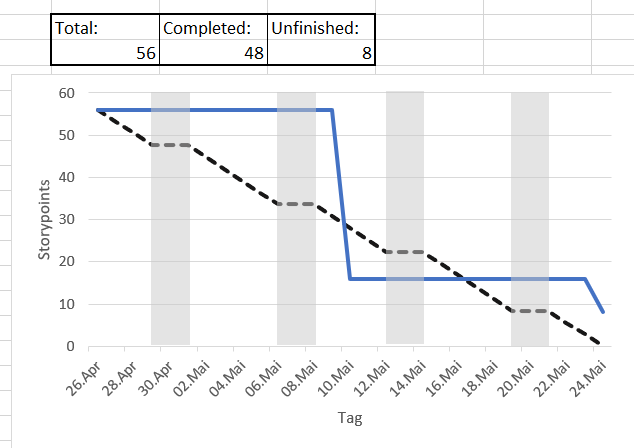 Total: Completed: Unfinished:
56 48 8
60
50
40
30
20
10
0
Storypoints
26.Apr 28.Apr 30.Apr 02.Mai 04.Mai 06.Mai 08.Mai 10.Mai 12.Mai 14.Mai 16.Mai 18.Mai 20.Mai 22.Mai 24.Mai
Tag